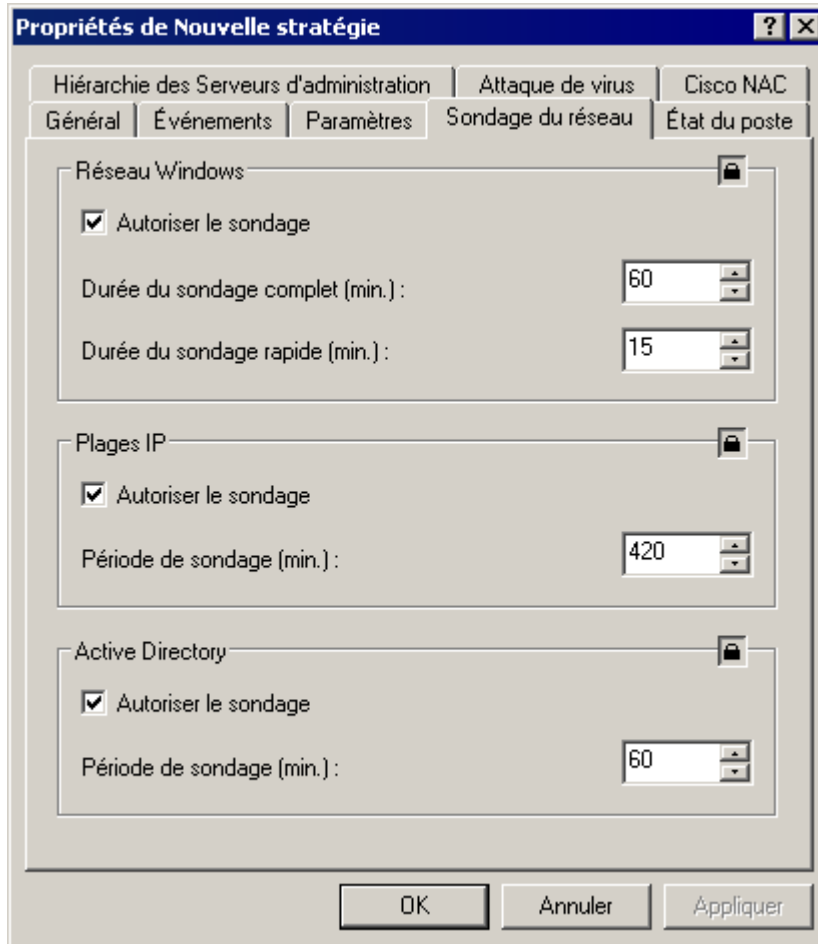 Propriétés de Nouvelle stratégie
Hiérarchie des Serveurs d'administration Attaque de virus Cisco NAC
Général Événements Paramètres Sondage du réseau État du poste
Réseau Windows
Autoriser le sondage
Durée du sondage complet (min.) : 60
Durée du sondage rapide (min.) : 15
Plages IP
Autoriser le sondage
Période de sondage (min.) : 420
Active Directory
Autoriser le sondage
Période de sondage (min.) : 60
OK Annuler Appliquer